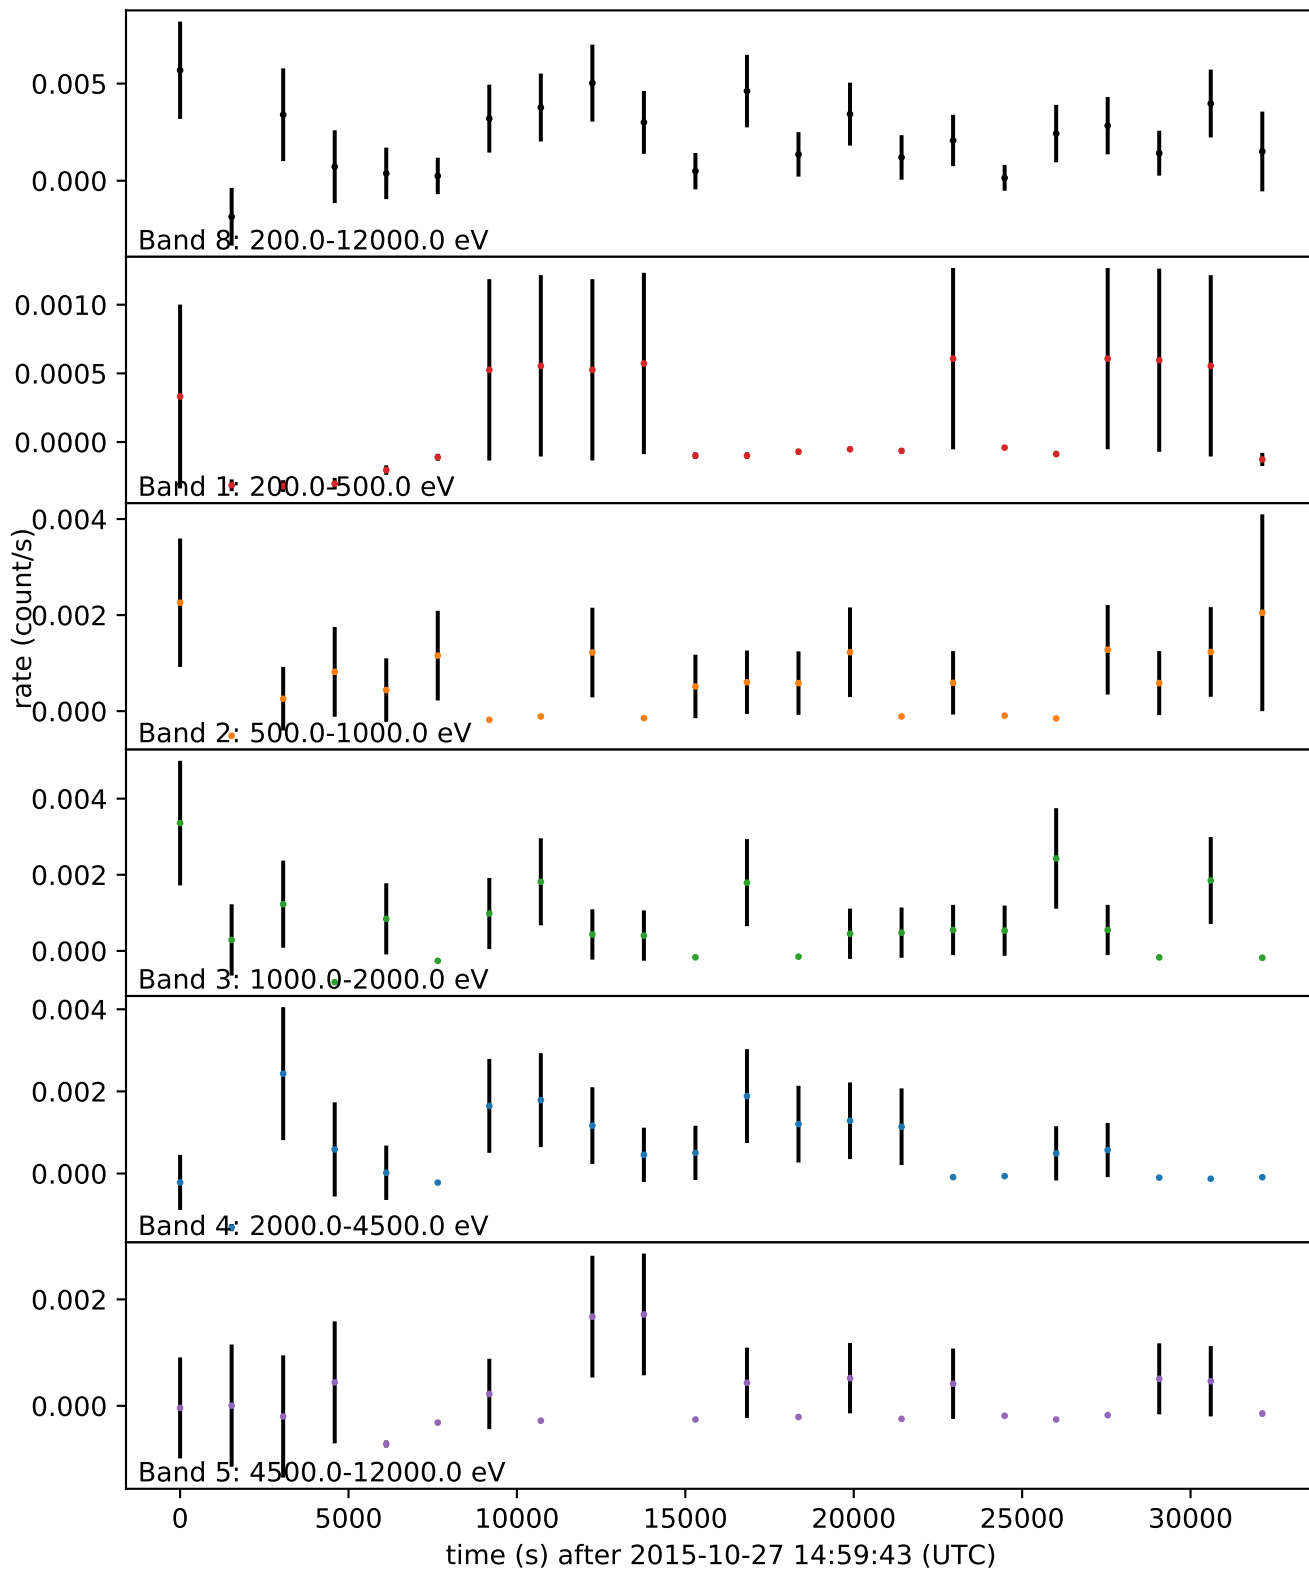 0.005
0.000
Band 8: 200.0-12000.0 eV
0.0010
0.0005
0.0000
Band 1: 200.0-500.0 eV
rate (count/s)
0.004
0.002
0.000
Band 2: 500.0-1000.0 eV
0.004
0.002
0.000
Band 3: 1000.0-2000.0 eV
0.004
0.002
0.000
Band 4: 2000.0-4500.0 eV
0.002
0.000
Band 5: 4500.0-12000.0 eV
0 5000 10000 15000 20000 25000 30000
time (s) after 2015-10-27 14:59:43 (UTC)